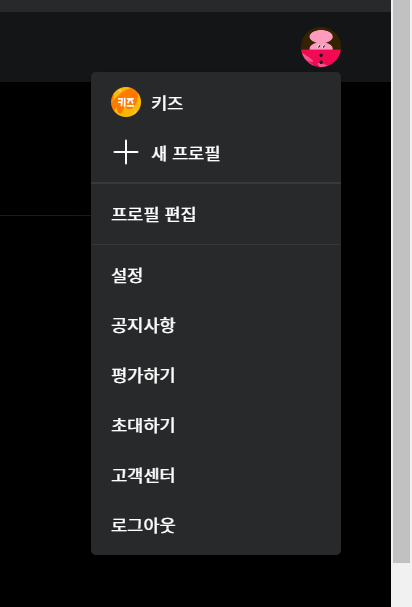 키즈
키즈
새 프로필
프로필 편집
설정
공지사항
평가하기
초대하기
고객센터
로그아웃